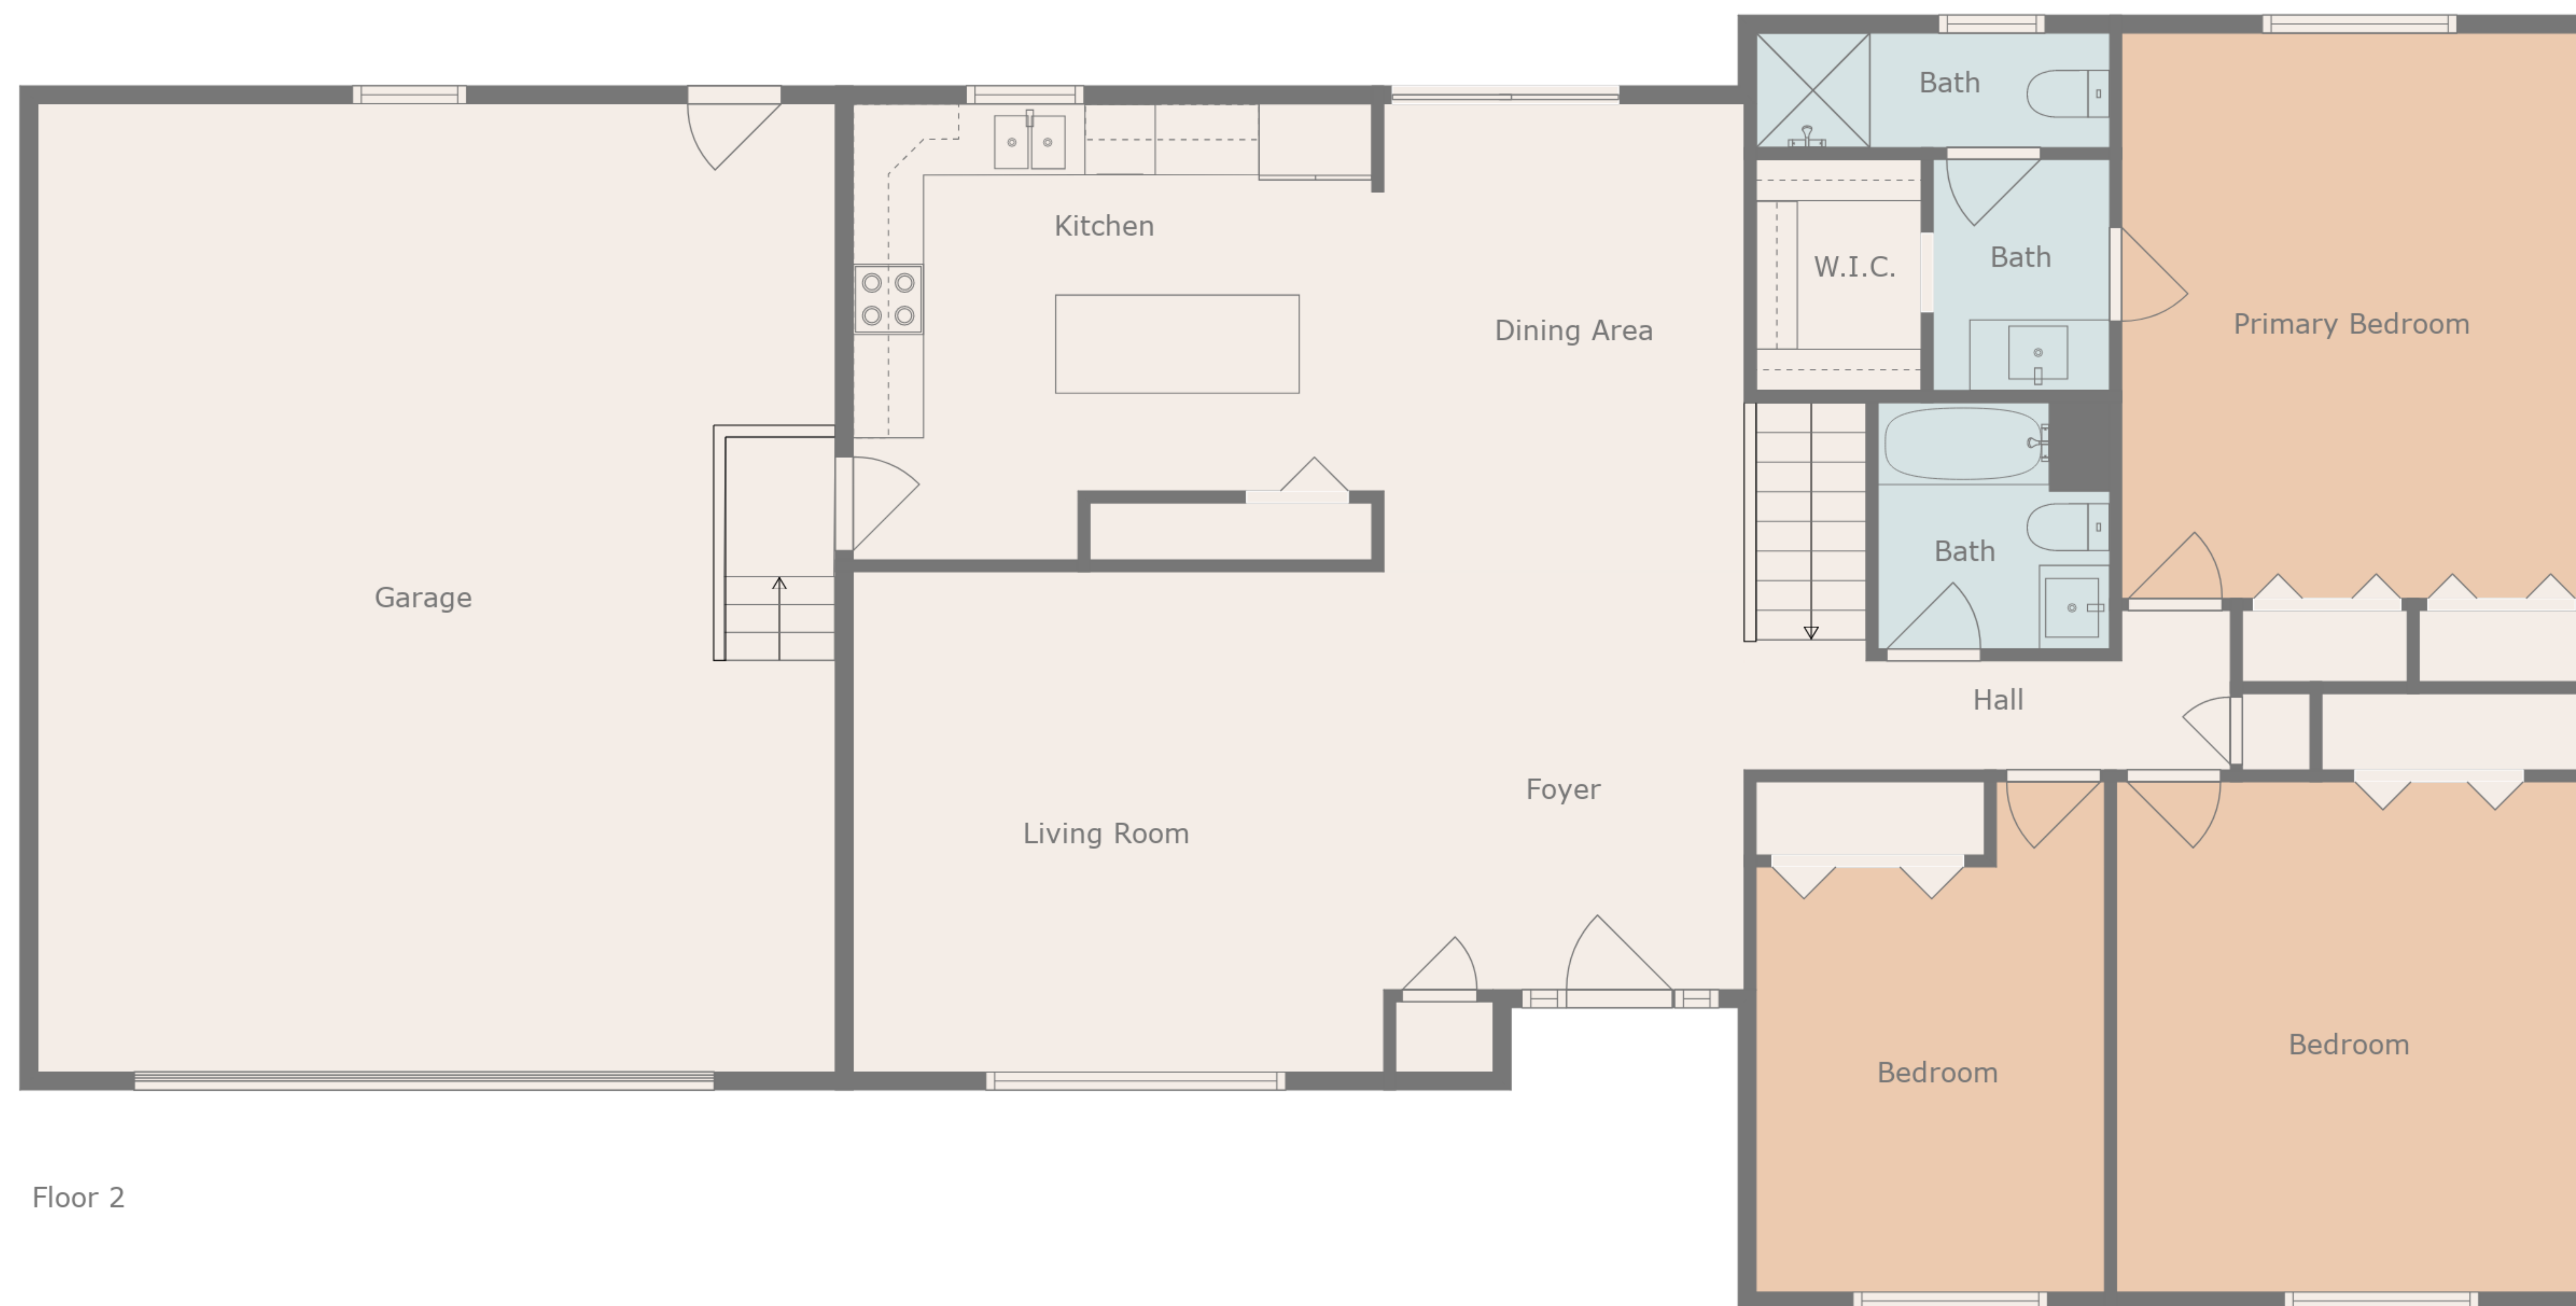 Bath
Kitchen
W.I.C.
Bath
Dining Area
Primary Bedroom
Bath
Garage
Hall
Foyer
Living Room
Bedroom
Bedroom
Floor 2